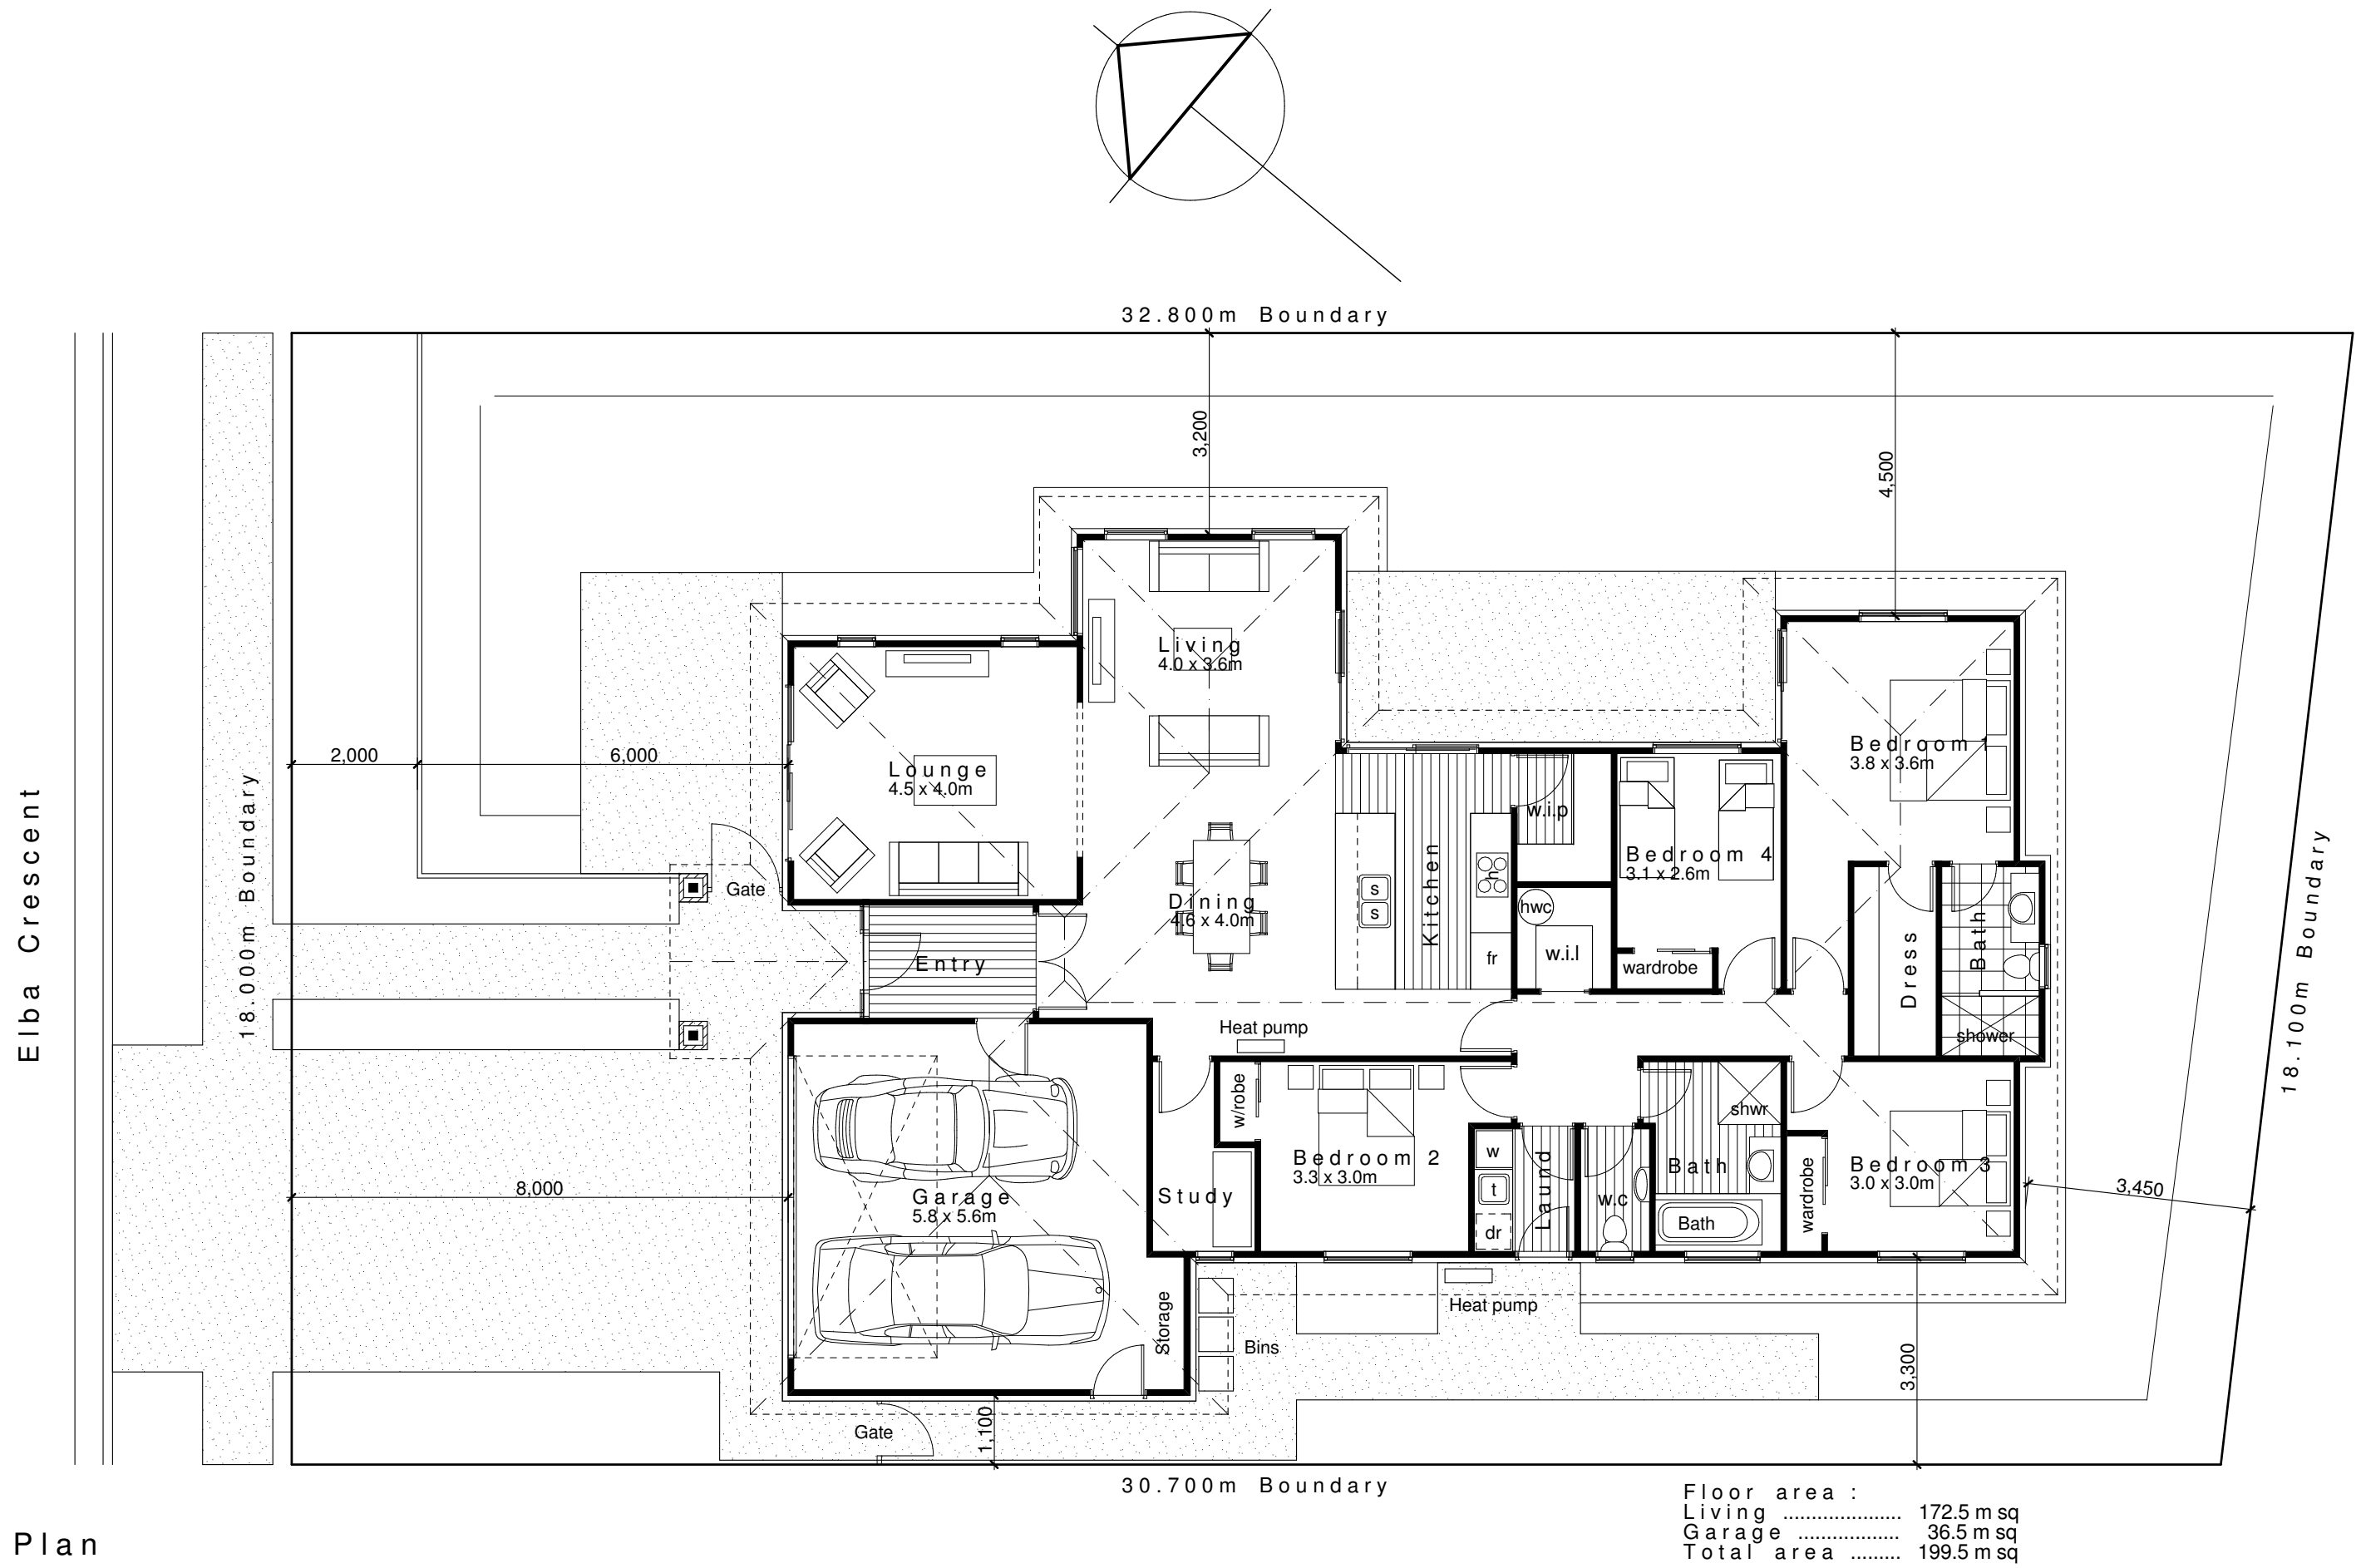 32.800m Boundary
3,200
4,500
Living
4.0 x 3.6m
2,000
6,000
Lounge
4.5 x 4.0m
Bedroom 1
3.8 x 3.6m
w.i.p
Bedroom 4
3.1 x 2.6m
Kitchen
h
s
s
Dining
4.6 x 4.0m
hwc
w.i.l
fr
wardrobe
Dress
Bath
shower
Elba Crescent
18.000m Boundary
Gate
Entry
18.100m Boundary
Heat pump
w/robe
shwr
Bedroom 2
3.3 x 3.0m
w
t
dr
Laund
w.c
Bath
Bath
wardrobe
Bedroom 3
3.0 x 3.0m
3,450
8,000
Garage
5.8 x 5.6m
Study
Storage
Bins
Heat pump
3,300
Gate
1,100
30.700m Boundary
Floor area :
Living ..................... 172.5 m sq
Garage .................. 36.5 m sq
Total area ......... 199.5 m sq
Plan